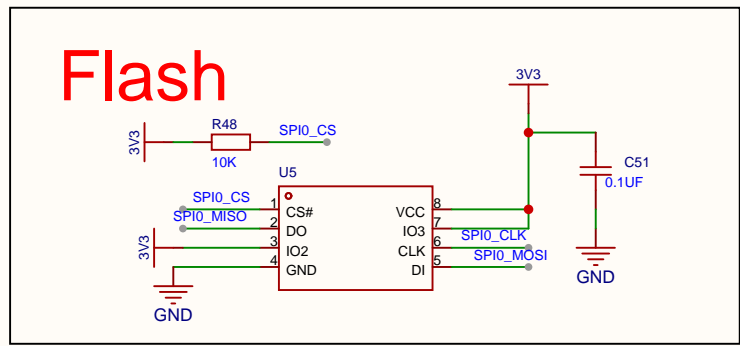 Flash
3V3
3V3
R48
SPI0_CS
10K
C51
0.1UF
U5
SPI0_CS
1
CS#
VCC
8
SPI0_MISO
2
DO
IO3
7
3V3
3
IO2
CLK
6
SPI0_CLK
4
GND
DI
5
SPI0_MOSI
GND
GND